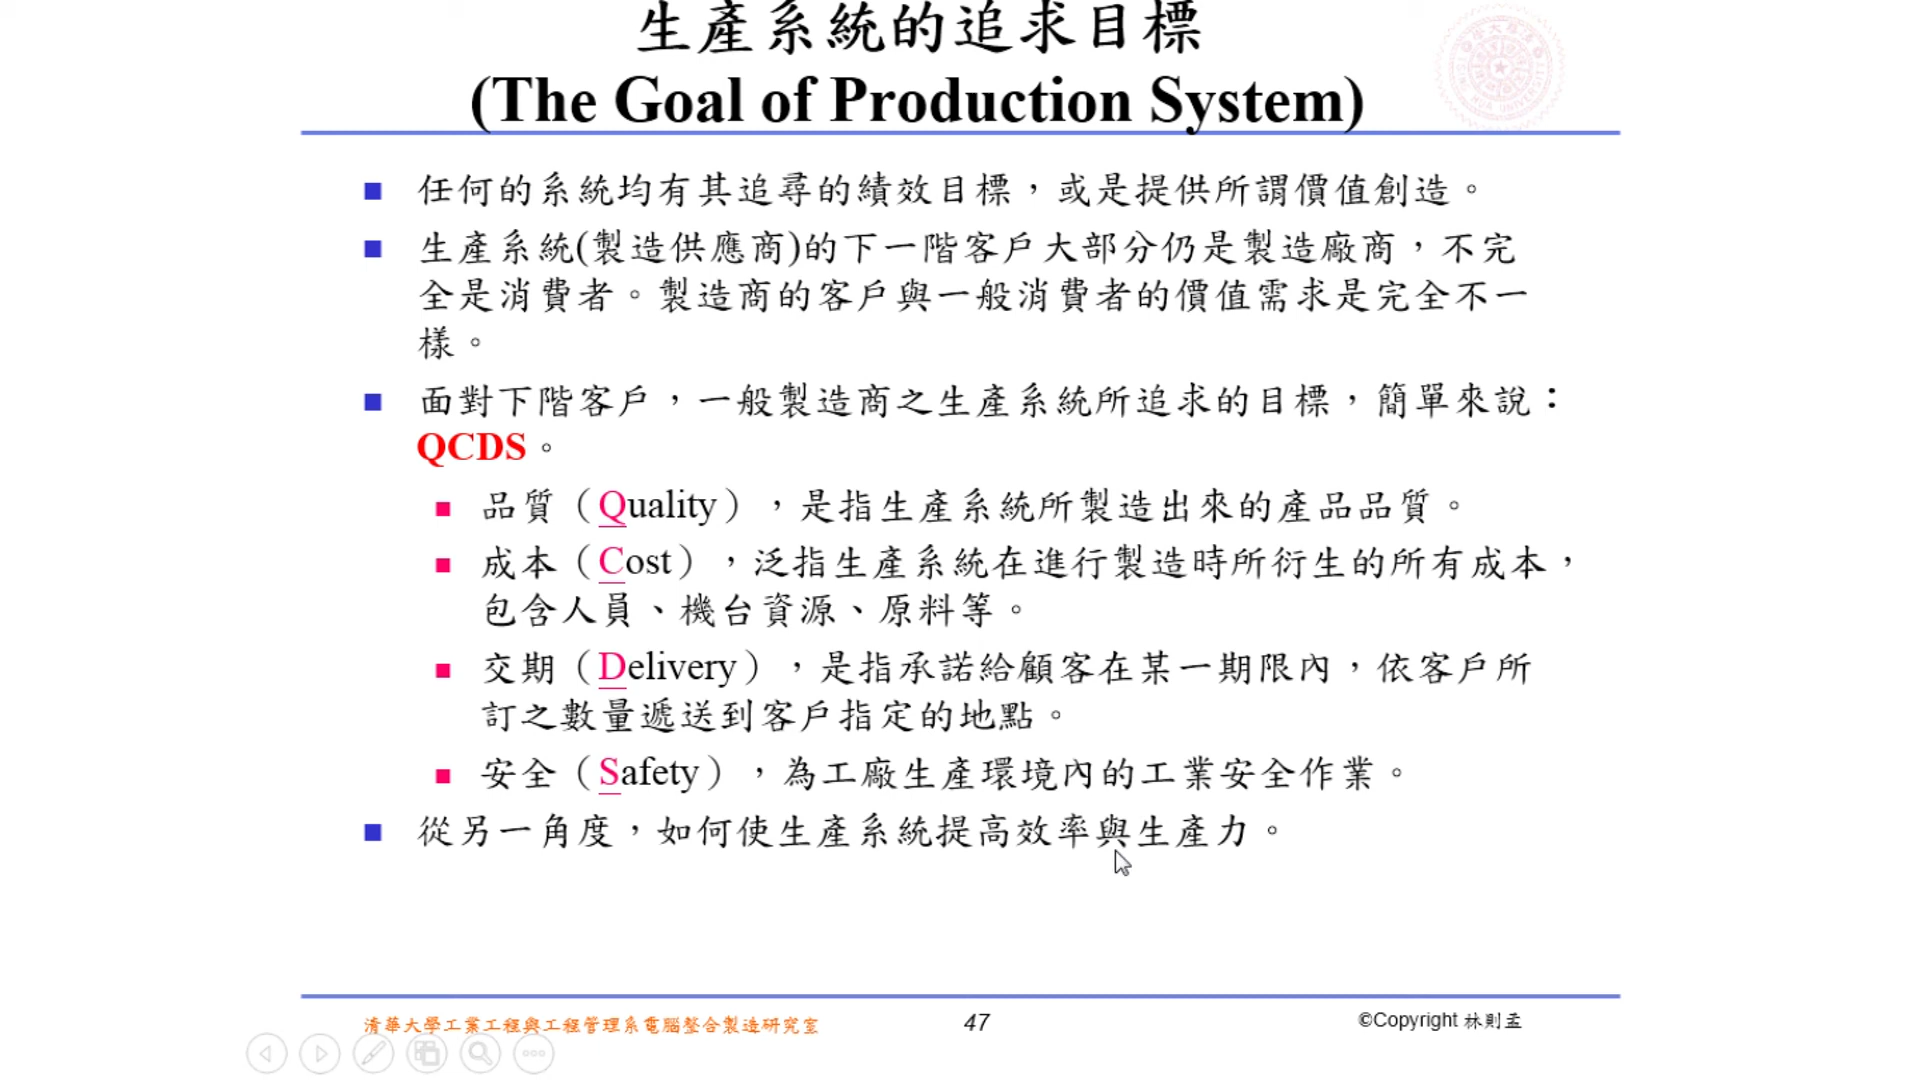 生產系統的追求目標
(The Goal of Production System)
任何的系統均有其追尋的績效目標，或是提供所謂價值創造。
生產系統(製造供應商)的下一階客戶大部分仍是製造廠商，不完
全是消費者。製造商的客戶與一般消費者的價值需求是完全不一
樣。
面對下階客戶，一般製造商之生產系統所追求的目標，簡單來說：
QCDS。
品質（Quality），是指生產系統所製造出來的產品品質。
成本（Cost），泛指生產系統在進行製造時所衍生的所有成本，
包含人員、機台資源、原料等。
交期（Delivery），是指承諾給顧客在某一期限內，依客戶所
訂之數量遞送到客戶指定的地點。
安全（Safety），為工廠生產環境內的工業安全作業。
從另一角度，如何使生產系統提高效率與生產力。
清華大學工業工程與工程管理系電腦整合製造研究室
47
©Copyright 林則孟